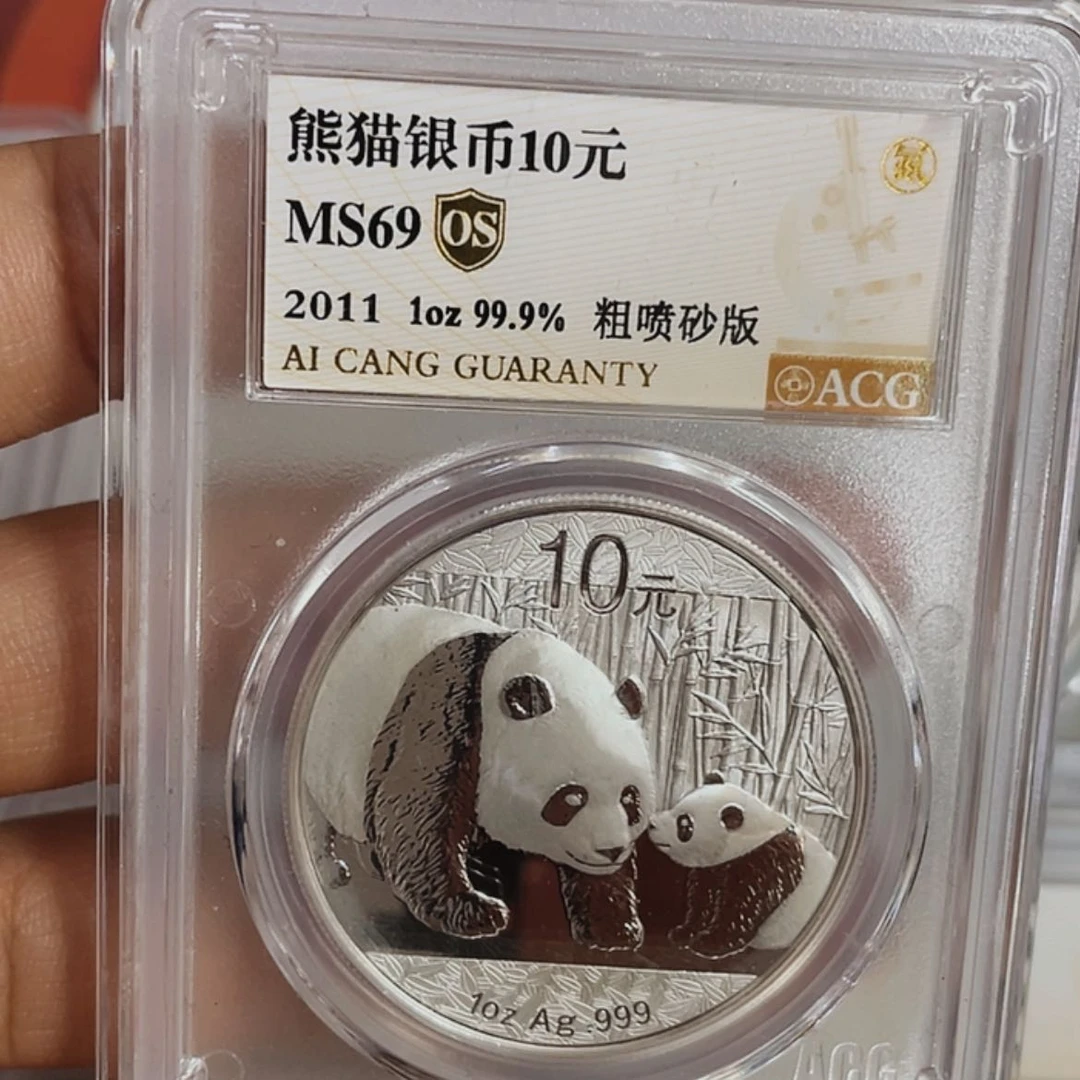 熊猫银币10元
MS69 OS
2011 1oz 99.9% 粗喷砂版
AI CANG GUARANTY
ACG
10元
1oz Ag .999
ACG